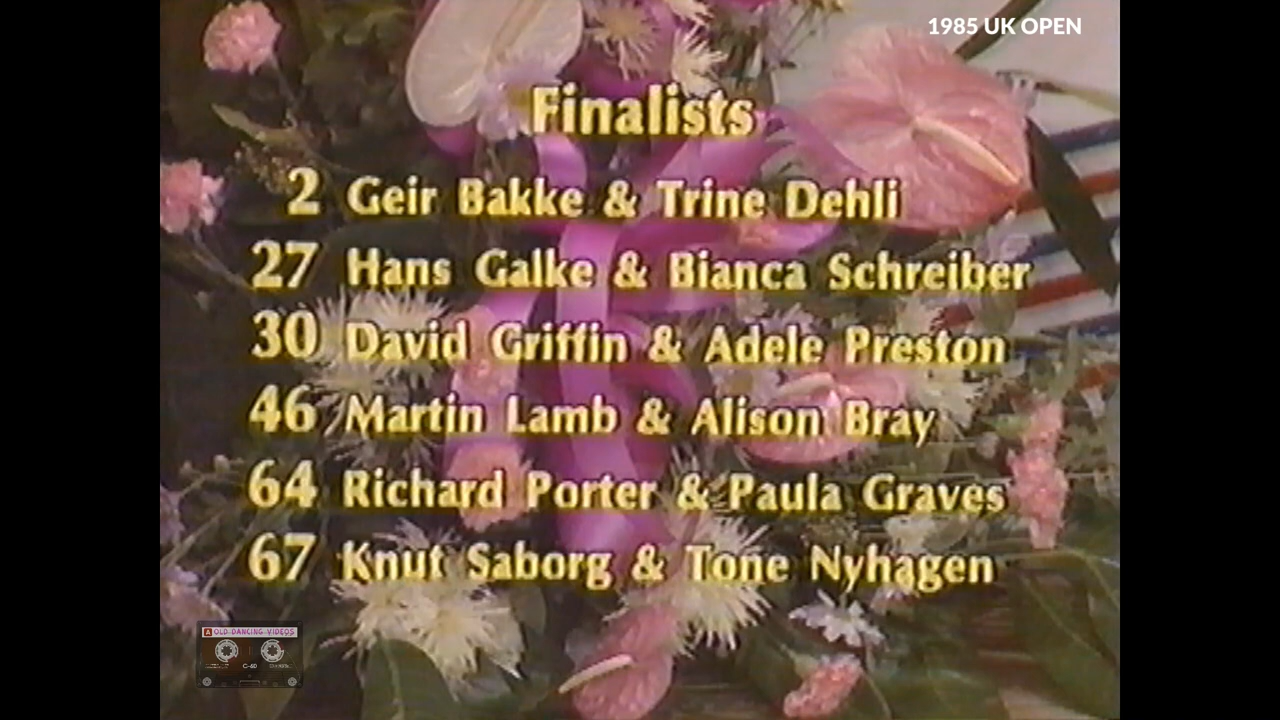 1985 UK OPEN
Finalists
2 Geir Bakke & Trine Dehli
27 Hans Galke & Bianca Schreiber
30 David Griffin & Adele Preston
46 Martin Lamb & Alison Bray
64 Richard Porter & Paula Graves
67 Knut Saborg & Tone Nyhagen
A OLD DANCING VIDEOS
C-60